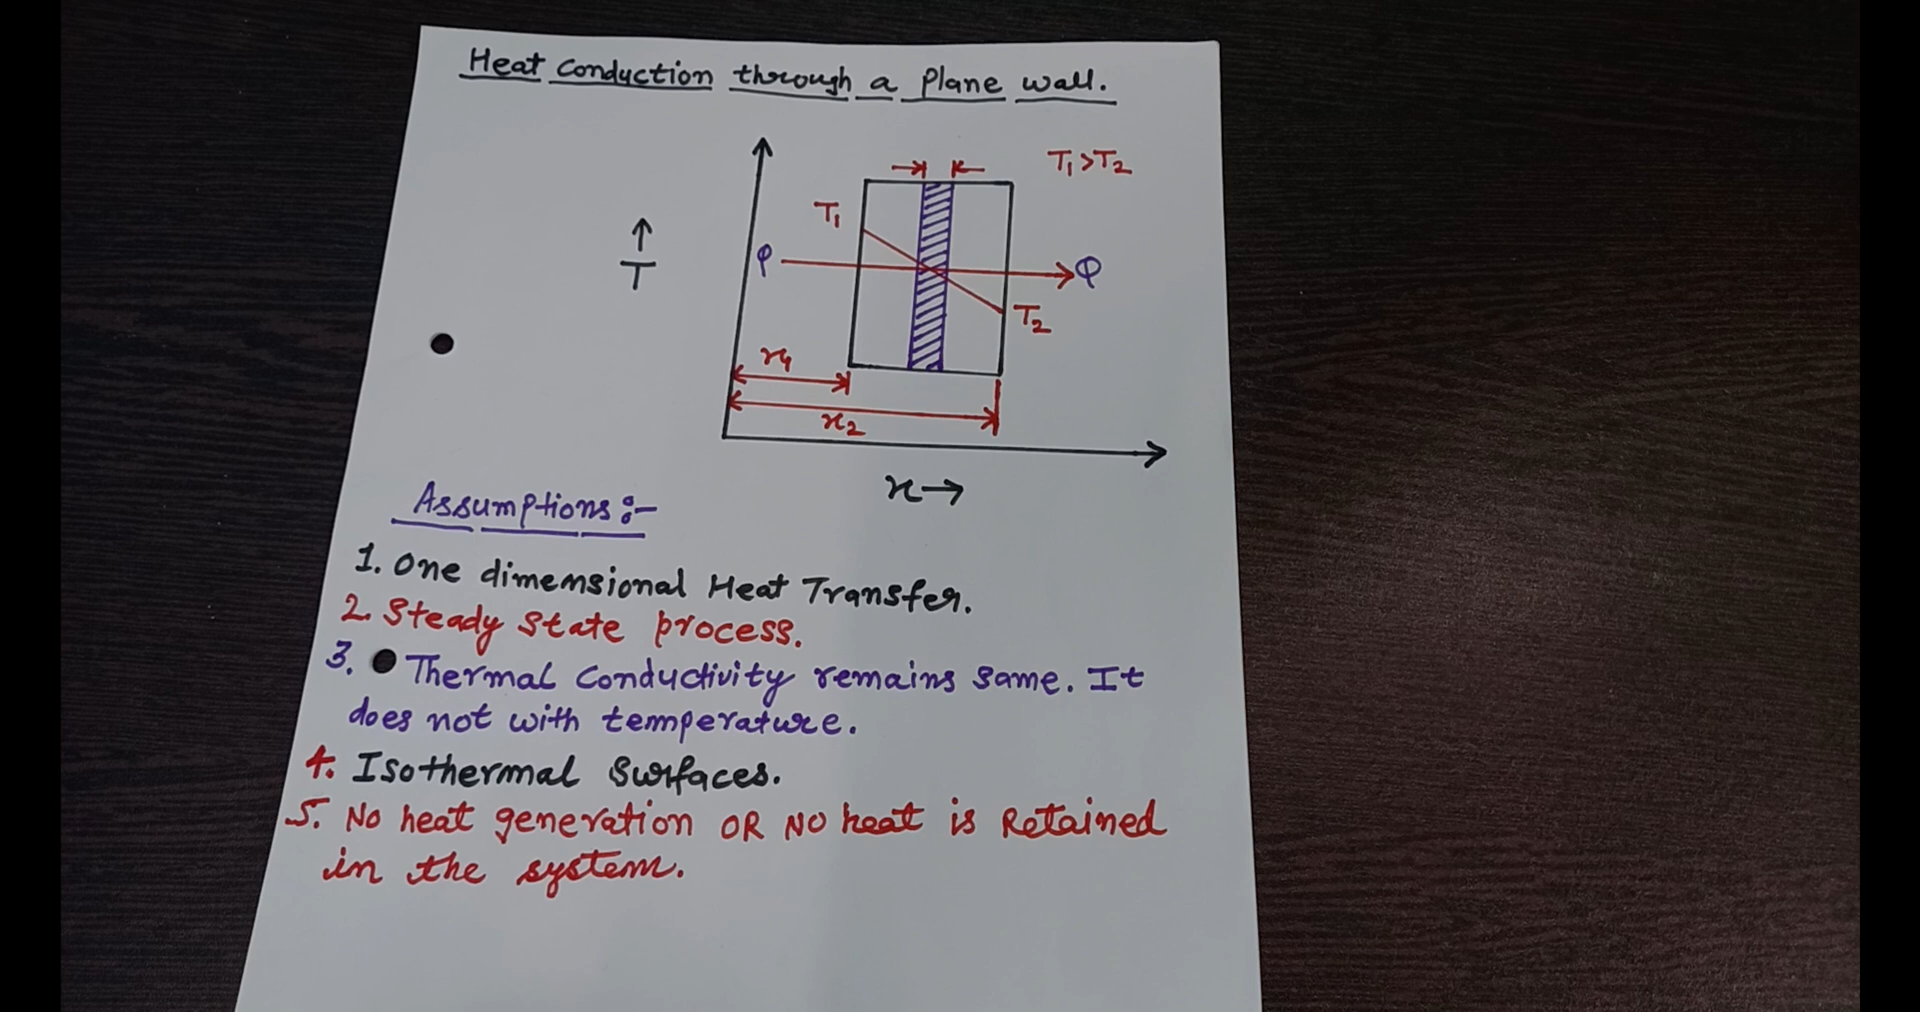 Heat conduction through a plane wall.
T1>T2
T1
↑
T
Q
Q
T2
x1
x2
x→
Assumptions :-
1. One dimensional Heat Transfer.
2. Steady State process.
3. Thermal Conductivity remains same. It
does not with temperature.
4. Isothermal Surfaces.
5. No heat generation OR No heat is Retained
in the system.